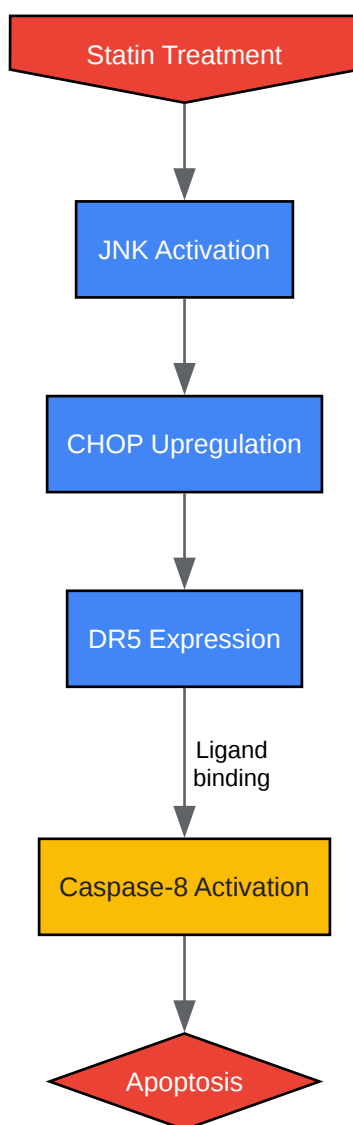 Statin Treatment
JNK Activation
CHOP Upregulation
DR5 Expression
Ligand
binding
Caspase-8 Activation
Apoptosis